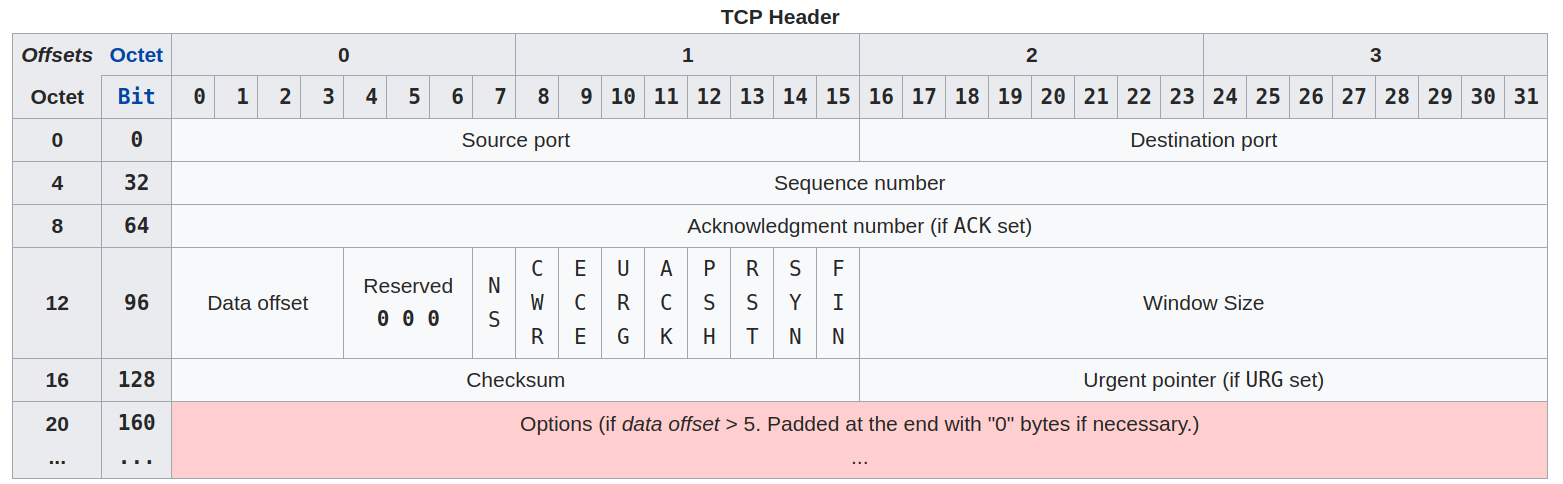 TCP Header
Offsets Octet 0 1 2 3
Octet Bit 0 1 2 3 4 5 6 7 8 9 10 11 12 13 14 15 16 17 18 19 20 21 22 23 24 25 26 27 28 29 30 31
0 0 Source port Destination port
4 32 Sequence number
8 64 Acknowledgment number (if ACK set)
12 96 Data offset Reserved 0 0 0 NS CWR ECE URG ACK PSH RST SYN FIN Window Size
16 128 Checksum Urgent pointer (if URG set)
20 160 Options (if data offset > 5. Padded at the end with "0" bytes if necessary.)
... ... ...